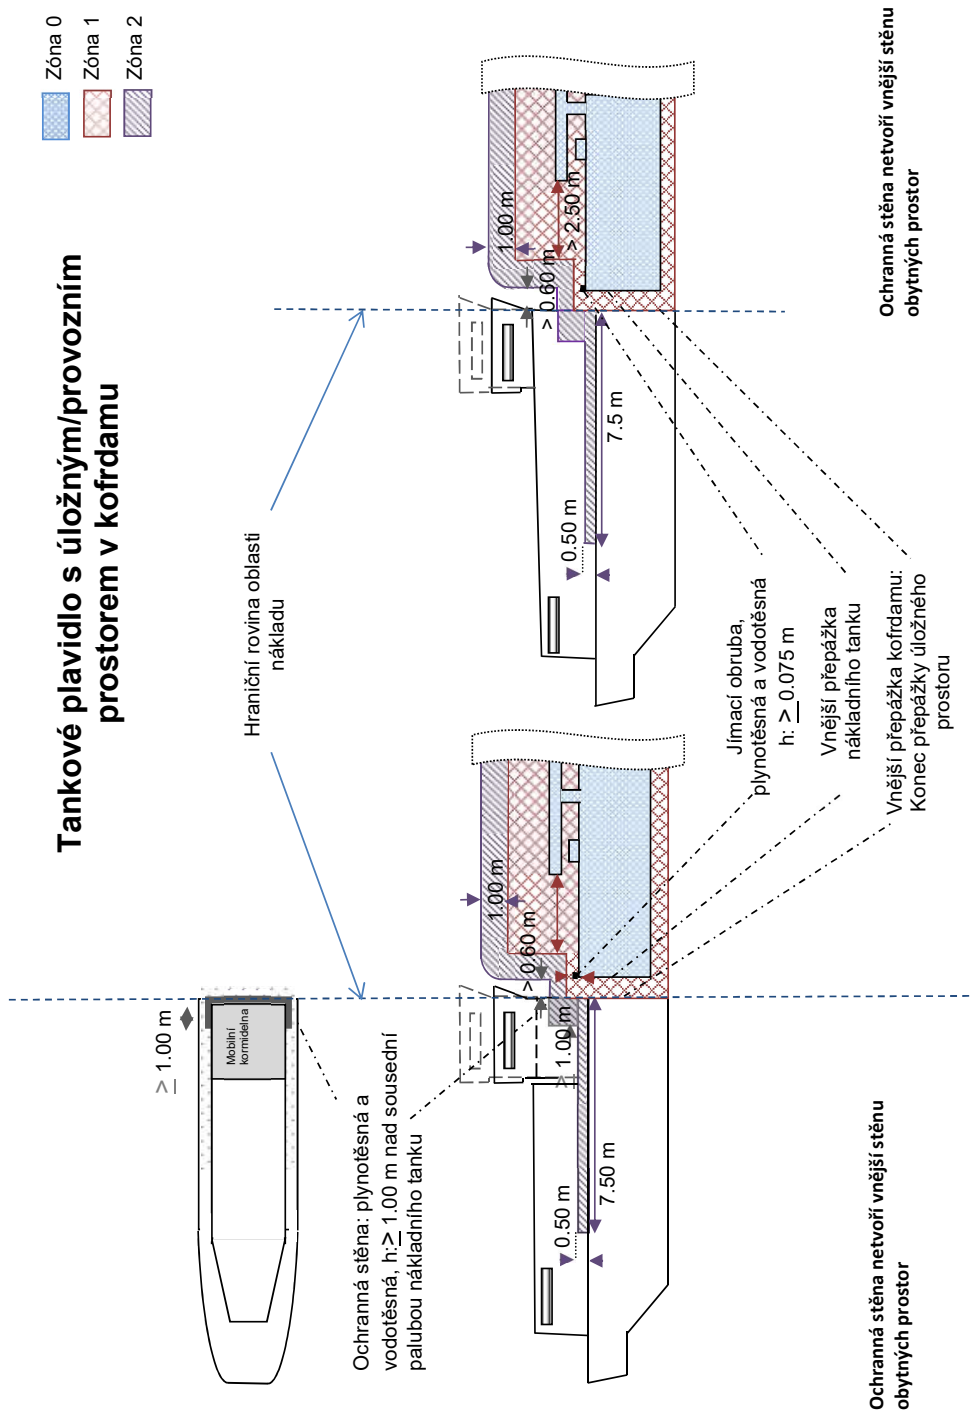 Tankové plavidlo s úložným/provozním
prostorem v kofrdamu
Zóna 0
Zóna 1
Zóna 2
Hraniční rovina oblasti
nákladu
> 1.00 m
Mobilní
kormidelna
Ochranná stěna: plynotěsná a
vodotěsná, h:> 1.00 m nad sousední
palubou nákladního tanku
1.00 m
> 0.60 m
> 1.00 m
0.50 m
7.50 m
1.00 m
> 0.60 m
> 2.50 m
0.50 m
7.5 m
Jímací obruba,
plynotěsná a vodotěsná
h: > 0.075 m
Vnější přepážka
nákladního tanku
Vnější přepážka kofrdamu:
Konec přepážky úložného
prostoru
Ochranná stěna netvoří vnější stěnu
obytných prostor
Ochranná stěna netvoří vnější stěnu
obytných prostor